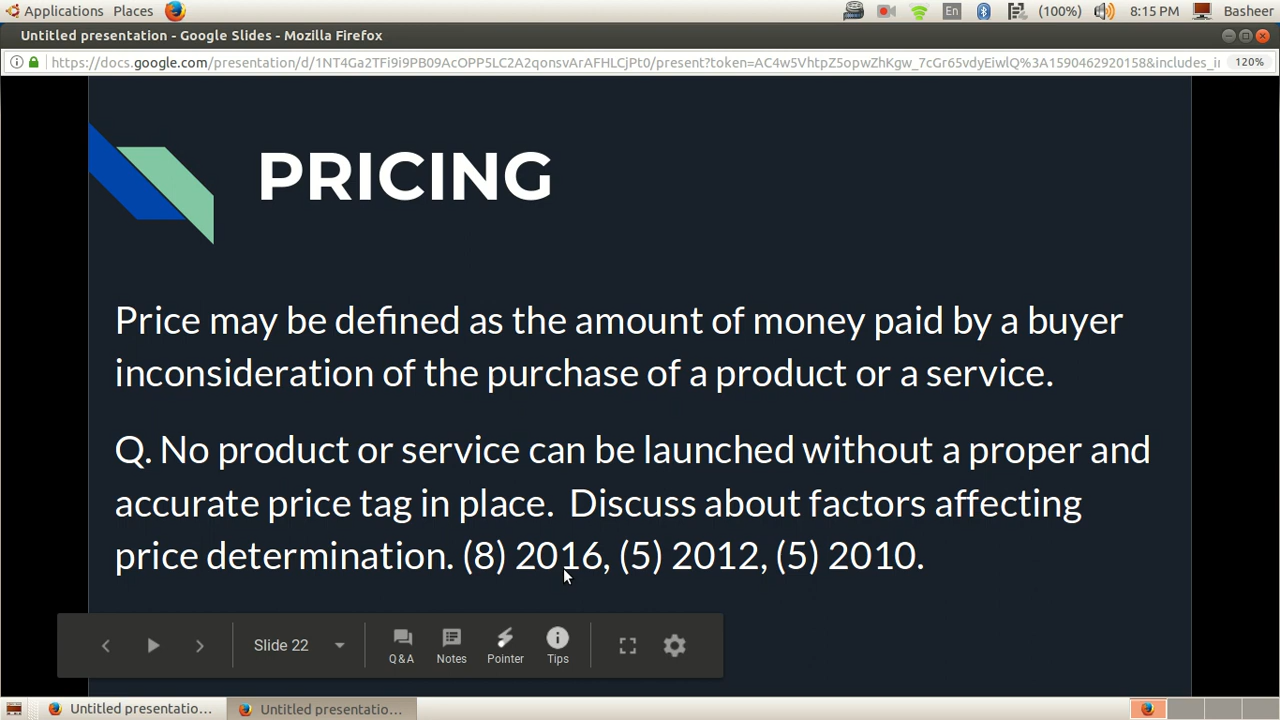 Applications Places En (100%) 8:15 PM Basheer
Untitled presentation - Google Slides - Mozilla Firefox
https://docs.google.com/presentation/d/1NT4Ga2TFi9i9PB09AcOPP5LC2A2qonsvArAFHLCjPt0/present?token=AC4w5VhtpZ5opwZhKgw_7cGr65vdyEiwlQ%3A1590462920158&includes_i 120%
PRICING
Price may be defined as the amount of money paid by a buyer
inconsideration of the purchase of a product or a service.
Q. No product or service can be launched without a proper and
accurate price tag in place. Discuss about factors affecting
price determination. (8) 2016, (5) 2012, (5) 2010.
Slide 22 Q&A Notes Pointer Tips
Untitled presentatio... Untitled presentatio...